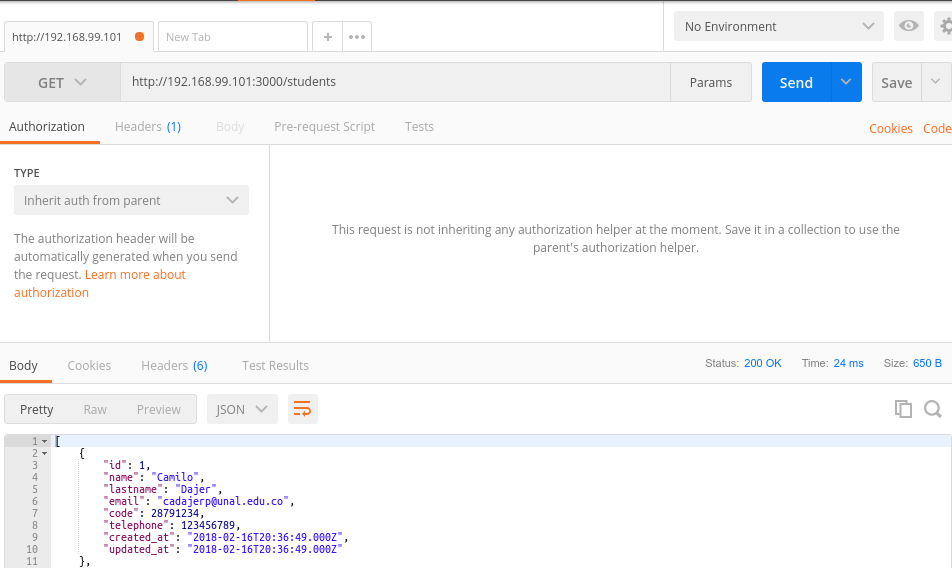 http://192.168.99.101
New Tab
+
•••
No Environment
GET
http://192.168.99.101:3000/students
Params
Send
Save
Authorization
Headers (1)
Body
Pre-request Script
Tests
Cookies
Code
TYPE
Inherit auth from parent
The authorization header will be
automatically generated when you send
the request. Learn more about
authorization
This request is not inheriting any authorization helper at the moment. Save it in a collection to use the
parent's authorization helper.
Body
Cookies
Headers (6)
Test Results
Status: 200 OK
Time: 24 ms
Size: 650 B
Pretty
Raw
Preview
JSON
1 [
2 {
3 "id": 1,
4 "name": "Camilo",
5 "lastname": "Dajer",
6 "email": "cadajerp@unal.edu.co",
7 "code": 28791234,
8 "telephone": 123456789,
9 "created_at": "2018-02-16T20:36:49.000Z",
10 "updated_at": "2018-02-16T20:36:49.000Z"
11 },